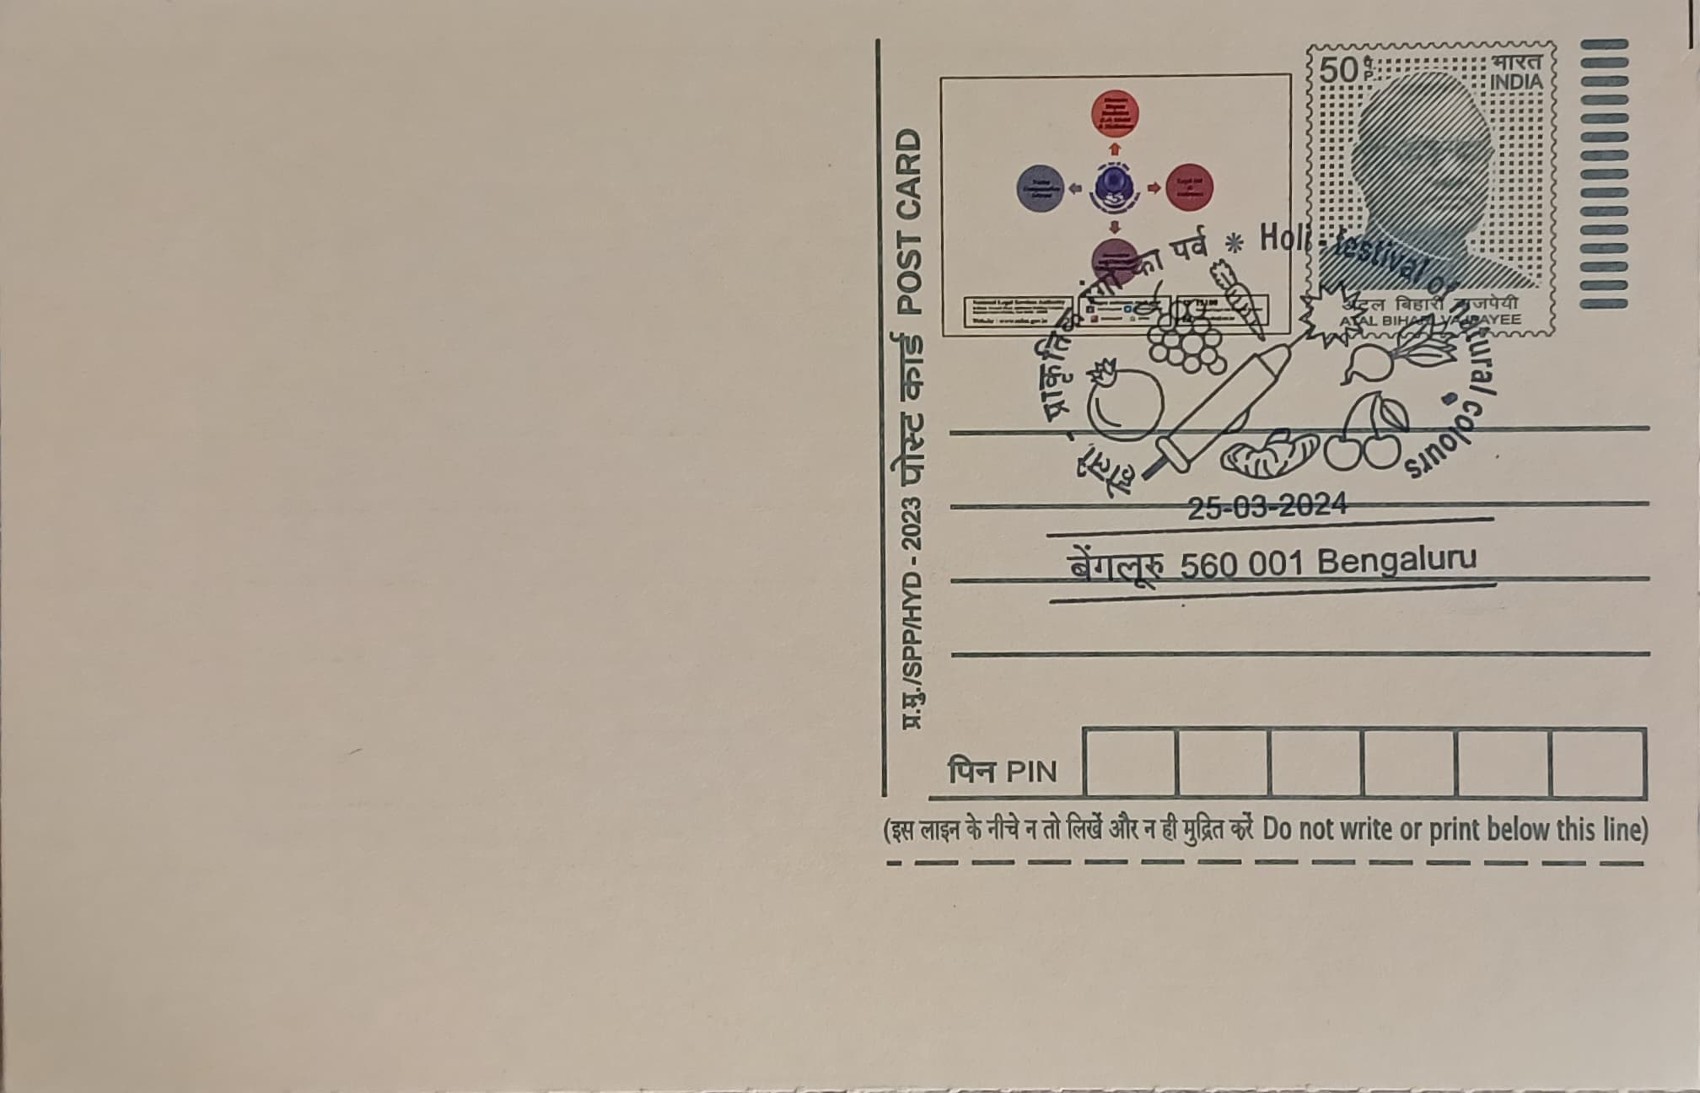 50 पै. P.
भारत
INDIA
अटल बिहारी वाजपेयी
ATAL BIHARI VAJPAYEE
National Legal Services Authority
Website : www.nalsa.gov.in
प्र.मु./SPP/HYD - 2023 पोस्ट कार्ड POST CARD
होली - प्राकृतिक रंगों का पर्व * Holi - festival of natural colours
25-03-2024
बेंगलूरु 560 001 Bengaluru
पिन PIN
(इस लाइन के नीचे न तो लिखें और न ही मुद्रित करें Do not write or print below this line)